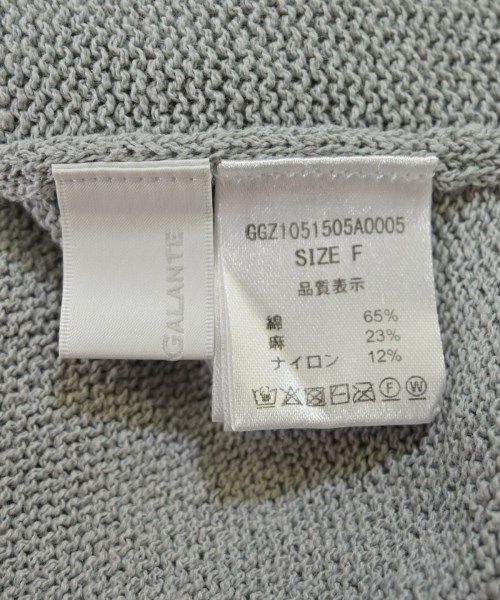 GALANTE
GGZ1051505A0005
SIZE F
品質表示
綿 65%
麻 23%
ナイロン 12%
F W